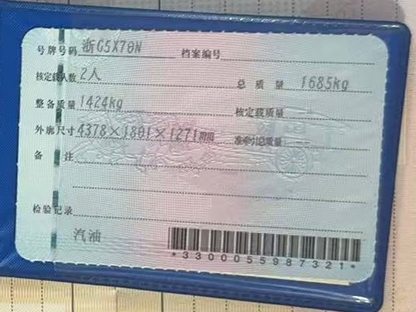 号牌号码 浙G5X70N 档案编号
核定载人数 2人 总质量 1685kg
整备质量 1424kg 核定载质量
外廓尺寸 4378×1801×1271mm 准牵引总质量
备注
检验记录
汽油
*3300055987321*